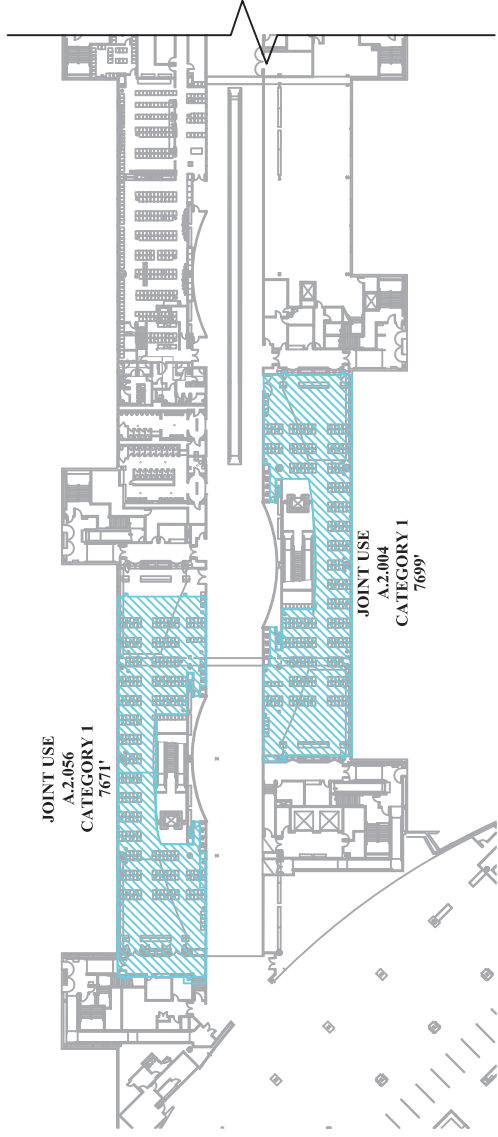 JOINT USE
A.2.004
CATEGORY 1
7699'
JOINT USE
A.2.056
CATEGORY 1
7671'